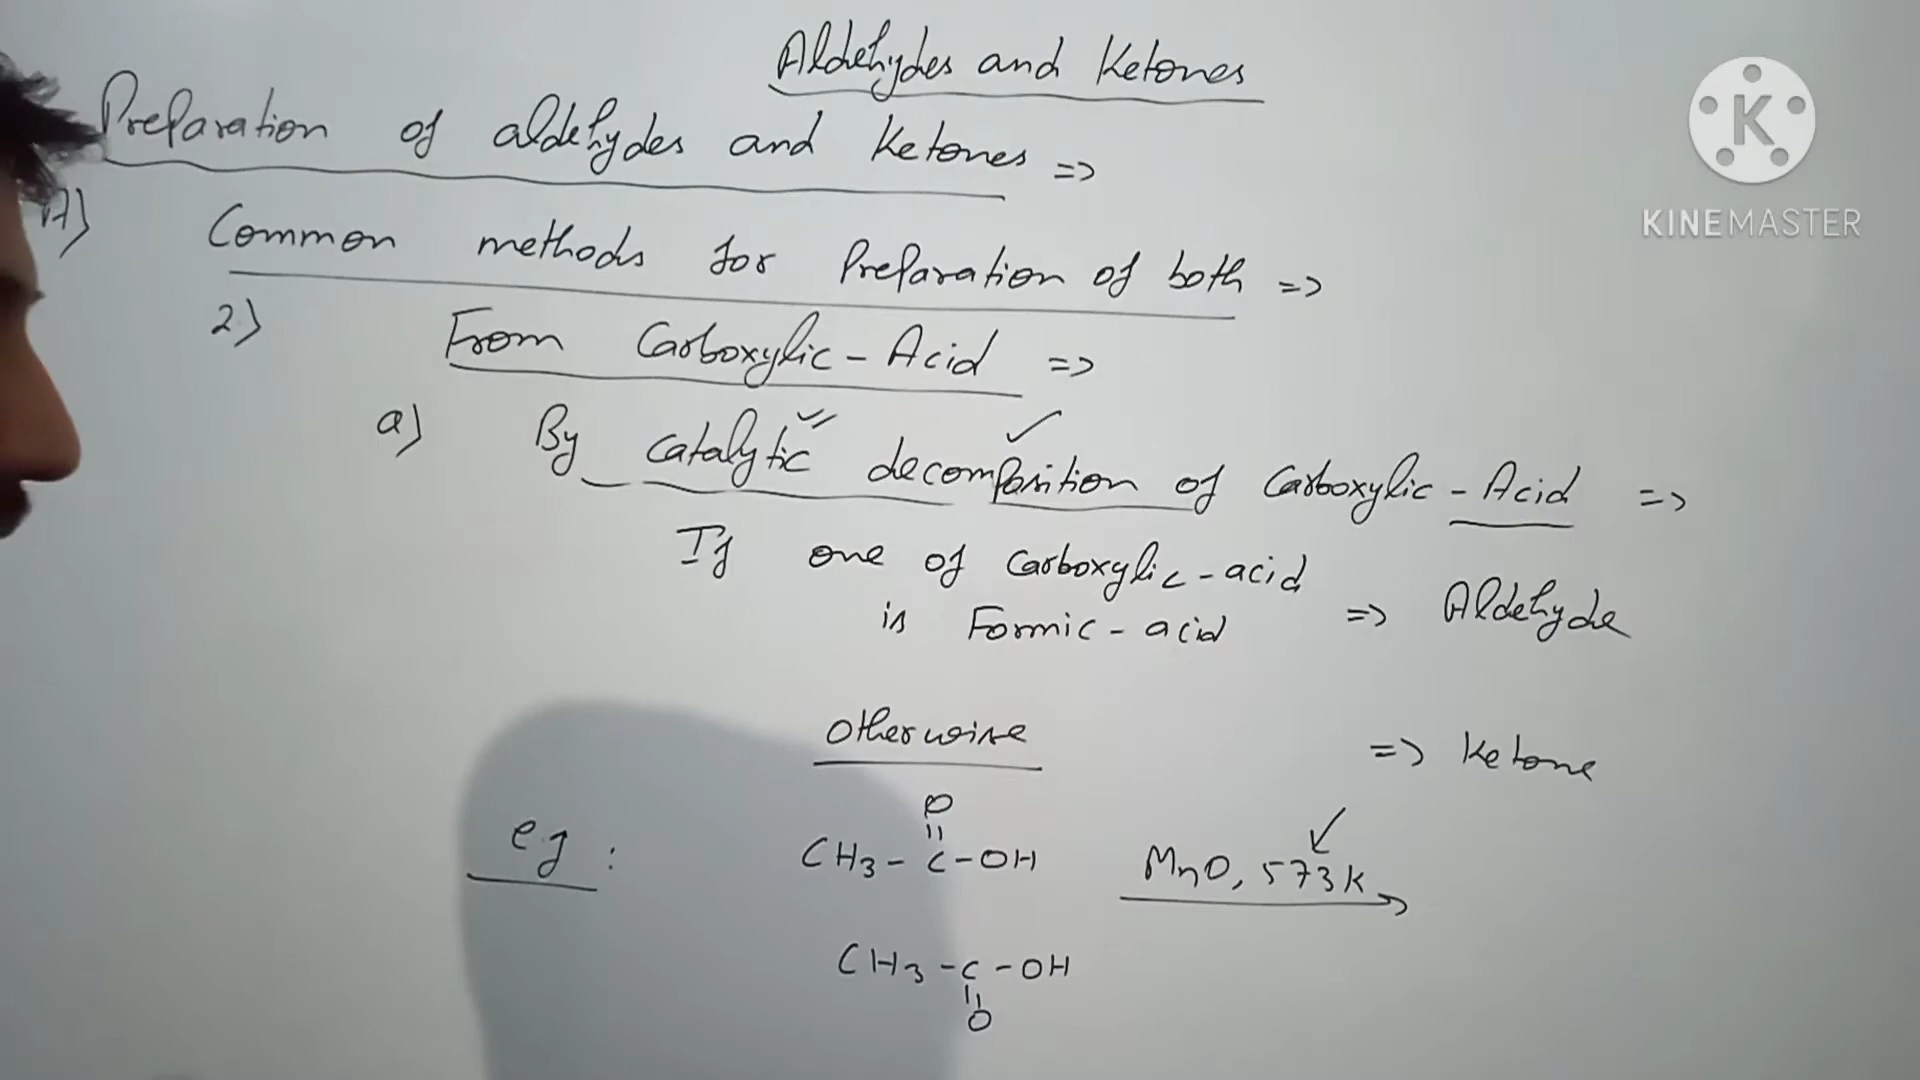 Aldehydes and Ketones
Preparation of aldehydes and Ketones =>
A) Common methods for Preparation of both =>
2) From Carboxylic-Acid =>
a) By catalytic decomposition of Carboxylic-Acid =>
If one of carboxylic-acid
is Formic-acid => Aldehyde
Otherwise => Ketone
O
eg : CH3-C-OH MnO, 573K
CH3-C-OH
O
K
KINEMASTER